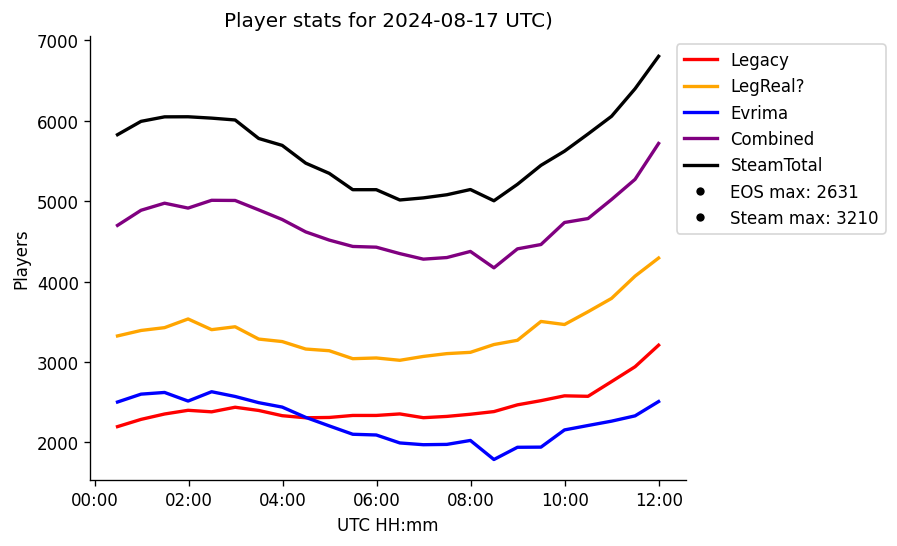 Player stats for 2024-08-17 UTC)
7000
6000
5000
4000
3000
2000
Players
00:00 02:00 04:00 06:00 08:00 10:00 12:00
UTC HH:mm
Legacy
LegReal?
Evrima
Combined
SteamTotal
EOS max: 2631
Steam max: 3210